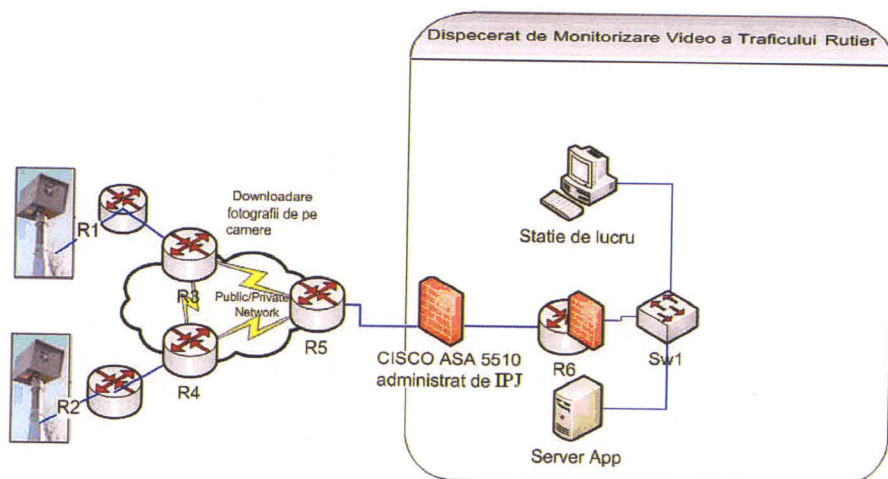 Dispecerat de Monitorizare Video a Traficului Rutier
Downloadare
fotografii de pe
camere
R1
R3
Public/Private
Network
R5
R2
R4
CISCO ASA 5510
administrat de IPJ
Statie de lucru
R6
Sw1
Server App